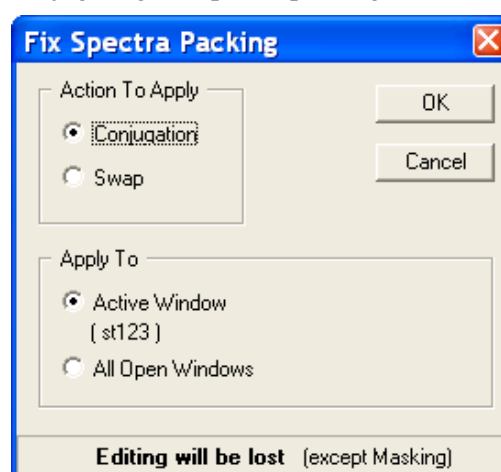 Fix Spectra Packing
Action To Apply
OK
Conjugation
Cancel
Swap
Apply To
Active Window
( st123 )
All Open Windows
Editing will be lost (except Masking)